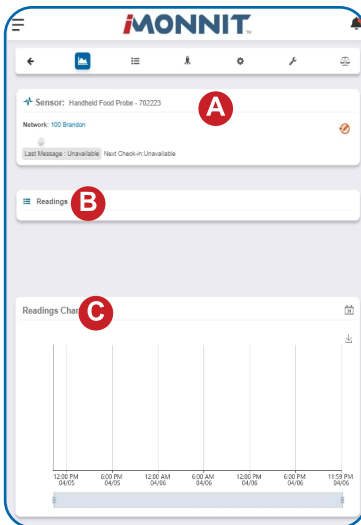 iMONNIT
Sensor: Handheld Food Probe - 702223
A
Network: 100 Brandon
Last Message : Unavailable Next Check-in:Unavailable
Readings
B
Readings Char
C
12:00 PM 6:00 PM 12:00 AM 6:00 AM 12:00 PM 6:00 PM 11:59 PM
04/05 04/05 04/06 04/06 04/06 04/06 04/06